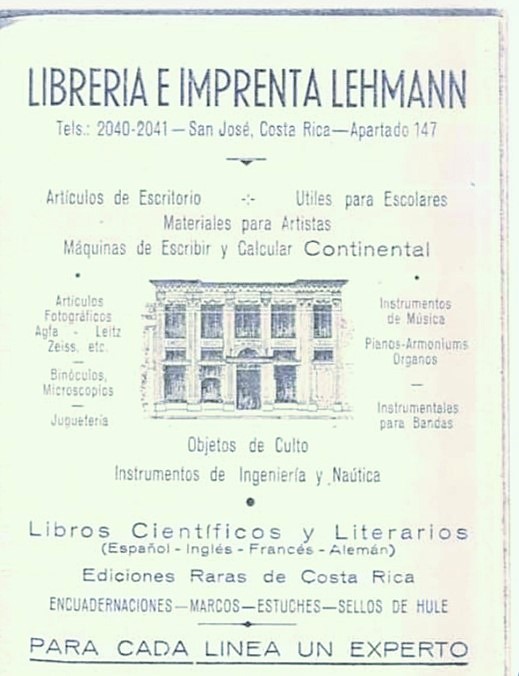 LIBRERIA E IMPRENTA LEHMANN
Tels.: 2040-2041 — San José, Costa Rica — Apartado 147
Artículos de Escritorio -:- Utiles para Escolares
Materiales para Artistas
Máquinas de Escribir y Calcular Continental
Artículos
Fotográficos
Agfa - Leitz
Zeiss, etc.
Binóculos,
Microscopios
Juguetería
Instrumentos
de Música
Pianos-Armoniums
Organos
Instrumentales
para Bandas
Objetos de Culto
Instrumentos de Ingeniería y Naútica
Libros Científicos y Literarios
(Español - Inglés - Francés - Alemán)
Ediciones Raras de Costa Rica
ENCUADERNACIONES — MARCOS — ESTUCHES — SELLOS DE HULE
PARA CADA LINEA UN EXPERTO